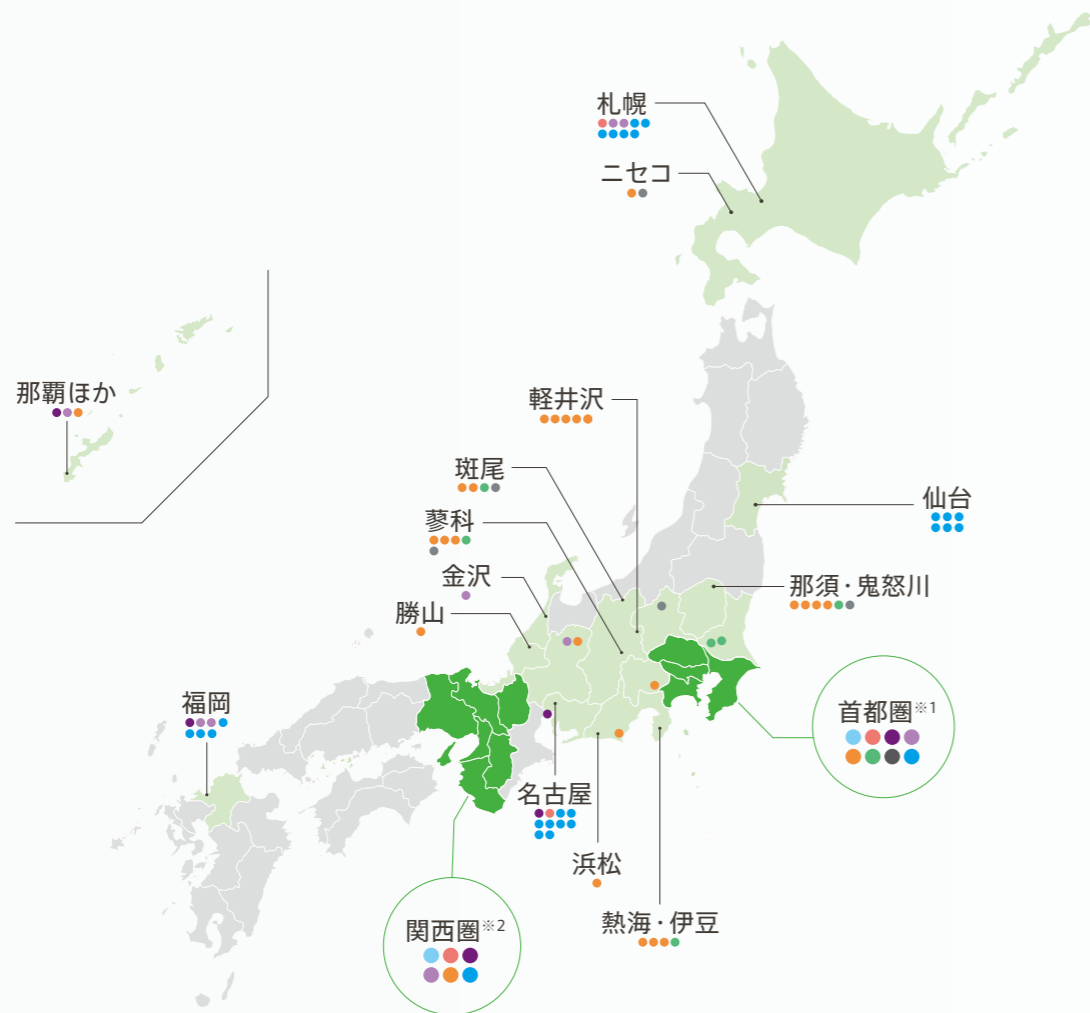 札幌
ニセコ
那覇ほか
軽井沢
斑尾
仙台
蓼科
金沢
那須・鬼怒川
勝山
福岡
首都圏※1
名古屋
浜松
熱海・伊豆
関西圏※2